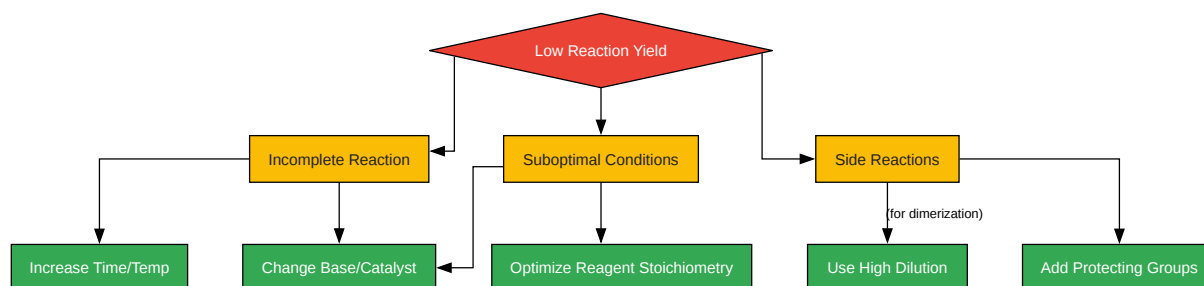 Low Reaction Yield
Incomplete Reaction
Suboptimal Conditions
Side Reactions
(for dimerization)
Increase Time/Temp
Change Base/Catalyst
Optimize Reagent Stoichiometry
Use High Dilution
Add Protecting Groups